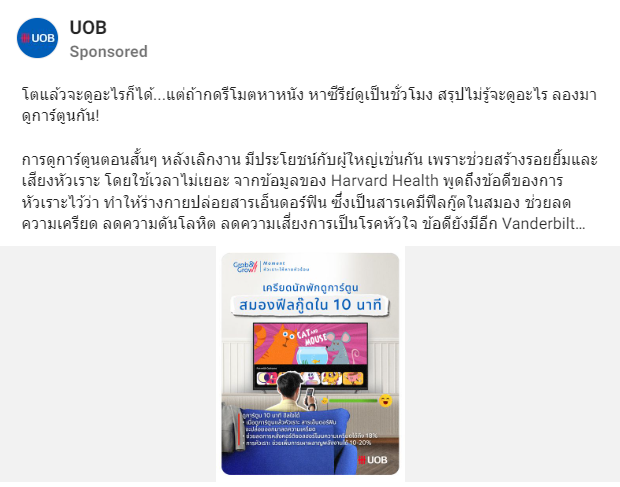 UOB
UOB
Sponsored
โตแล้วจะดูอะไรก็ได้...แต่ถ้ากดรีโมตหาหนัง หาซีรีย์ดูเป็นชั่วโมง สรุปไม่รู้จะดูอะไร ลองมา
ดูการ์ตูนกัน!
การดูการ์ตูนตอนสั้นๆ หลังเลิกงาน มีประโยชน์กับผู้ใหญ่เช่นกัน เพราะช่วยสร้างรอยยิ้มและ
เสียงหัวเราะ โดยใช้เวลาไม่เยอะ จากข้อมูลของ Harvard Health พูดถึงข้อดีของการ
หัวเราะไว้ว่า ทำให้ร่างกายปล่อยสารเอ็นดอร์ฟิน ซึ่งเป็นสารเคมีฟีลกู๊ดในสมอง ช่วยลด
ความเครียด ลดความดันโลหิต ลดความเสี่ยงการเป็นโรคหัวใจ ข้อดียังมีอีก Vanderbilt...
Grab&
Grow
Moment
เครียดนักพักดูการ์ตูน
สมองฟีลกู๊ดใน 10 นาที
CAT AND
MOUSE
ดูการ์ตูน 10 นาที
UOB